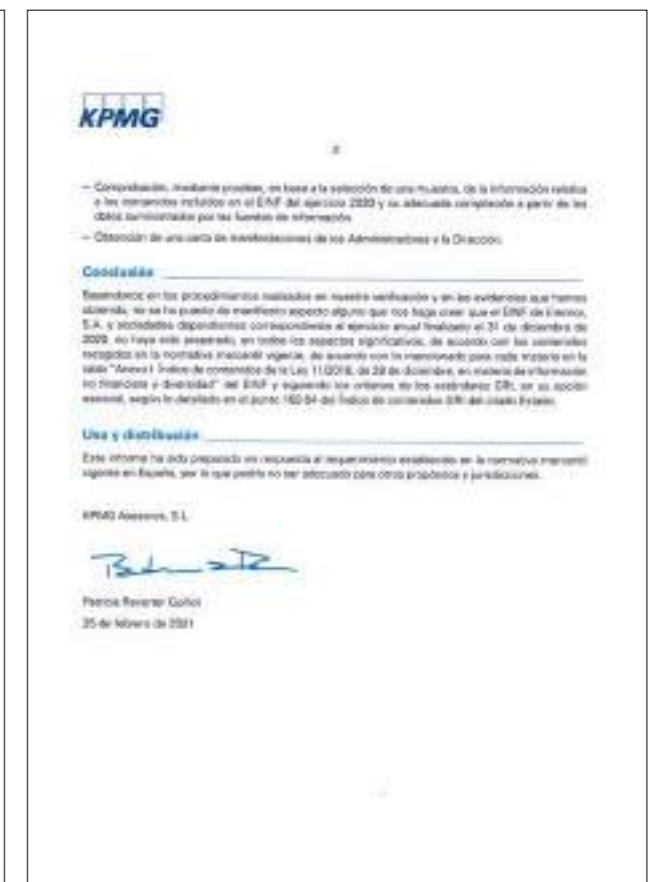 KPMG
– Comprobación, mediante pruebas, en base a la selección de una muestra, de la información relativa
a los contenidos incluidos en el EINF del ejercicio 2020 y su adecuada compilación a partir de los
datos suministrados por las fuentes de información.
– Obtención de una carta de manifestaciones de los Administradores y la Dirección.
Conclusión
Basándonos en los procedimientos realizados en nuestra verificación y en las evidencias que hemos
obtenido, no se ha puesto de manifiesto aspecto alguno que nos haga creer que el EINF de Elecnor,
S.A. y sociedades dependientes correspondiente al ejercicio anual finalizado el 31 de diciembre de
2020, no haya sido preparado, en todos los aspectos significativos, de acuerdo con los contenidos
recogidos en la normativa mercantil vigente, de acuerdo con lo mencionado para cada materia en la
tabla "Anexo I. Índice de contenidos de la Ley 11/2018, de 28 de diciembre, en materia de información
no financiera y diversidad" del EINF y siguiendo los criterios de los estándares GRI, en su opción
esencial, según lo detallado en el punto 102-54 del Índice de contenidos GRI del citado Estado.
Uso y distribución
Este informe ha sido preparado en respuesta al requerimiento establecido en la normativa mercantil
vigente en España, por lo que podría no ser adecuado para otros propósitos y jurisdicciones.
KPMG Asesores, S.L.
Patricia Reverter Guillot
25 de febrero de 2021